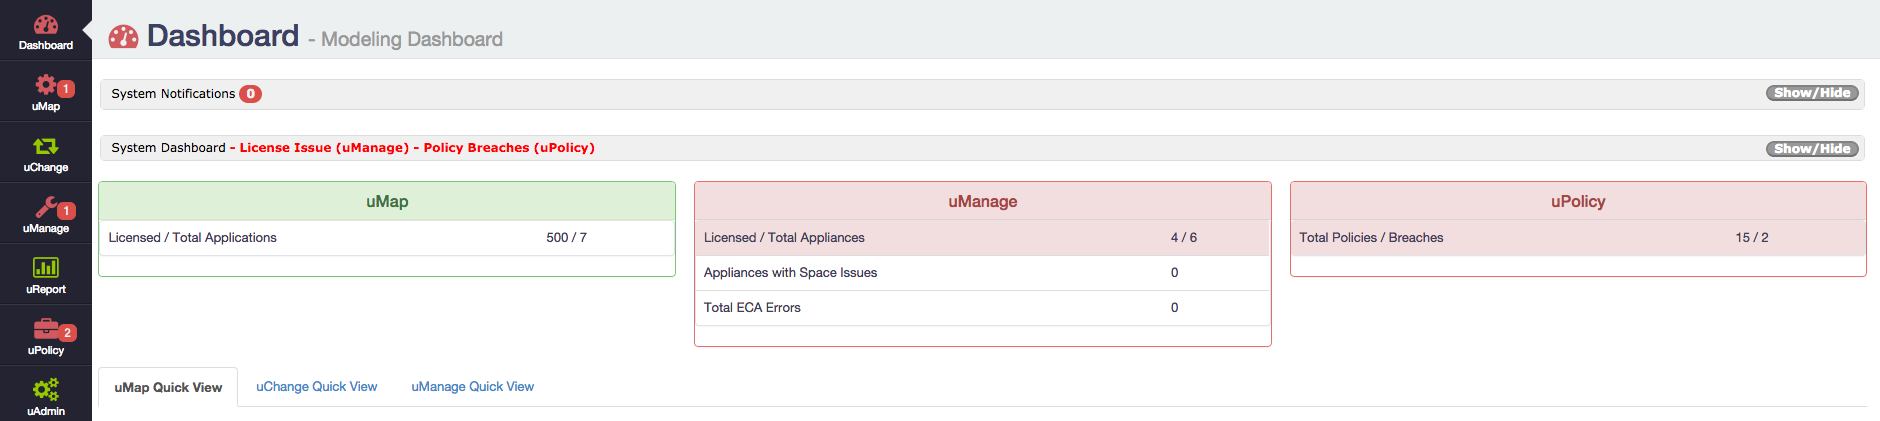 Dashboard
1
uMap
uChange
1
uManage
uReport
2
uPolicy
uAdmin
Dashboard - Modeling Dashboard
System Notifications 0 Show/Hide
System Dashboard - License Issue (uManage) - Policy Breaches (uPolicy) Show/Hide
uMap
Licensed / Total Applications 500 / 7
uManage
Licensed / Total Appliances 4 / 6
Appliances with Space Issues 0
Total ECA Errors 0
uPolicy
Total Policies / Breaches 15 / 2
uMap Quick View uChange Quick View uManage Quick View